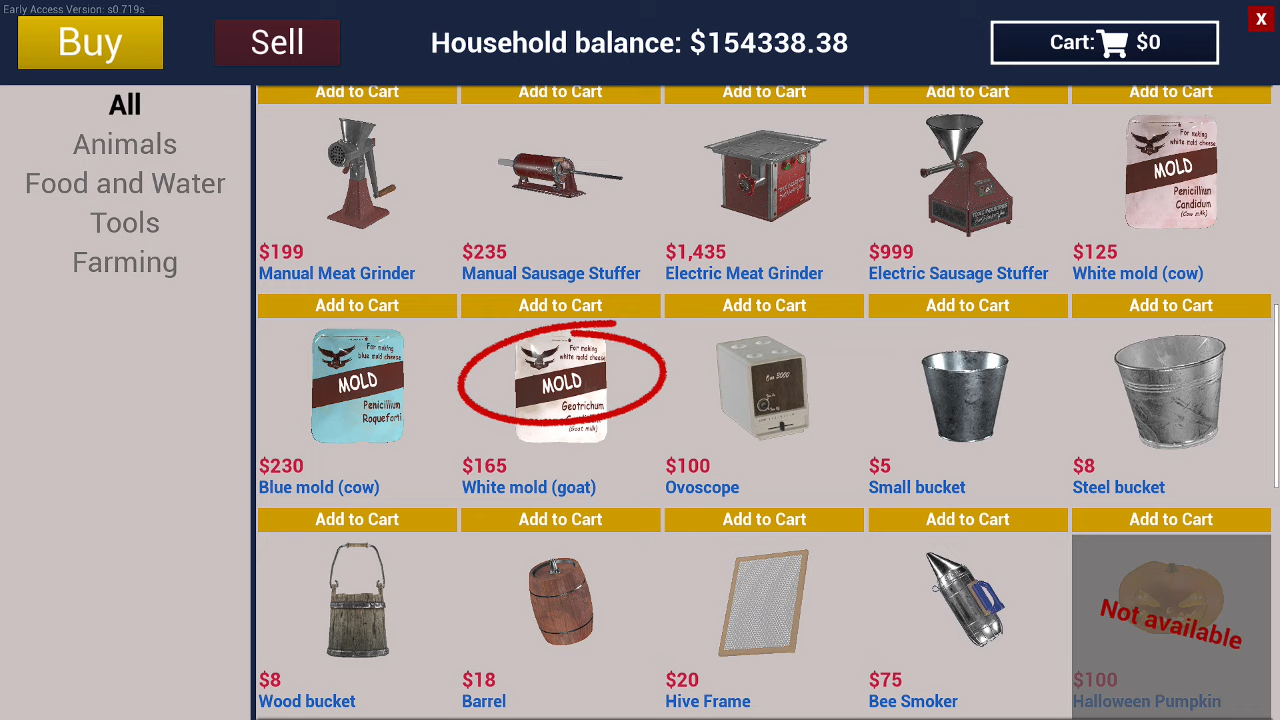 Early Access Version: s0.719s
Buy
Sell
Household balance: $154338.38
Cart: $0
X
All
Animals
Food and Water
Tools
Farming
Add to Cart
Add to Cart
Add to Cart
Add to Cart
Add to Cart
For making
white mold cheese
MOLD
Penicillium
Candidum
(Cow milk)
$199
Manual Meat Grinder
$235
Manual Sausage Stuffer
$1,435
Electric Meat Grinder
$999
Electric Sausage Stuffer
$125
White mold (cow)
Add to Cart
Add to Cart
Add to Cart
Add to Cart
Add to Cart
For making
blue mold cheese
MOLD
Penicillium
Roqueforti
For making
white mold cheese
MOLD
Geotrichum
(Goat milk)
$230
Blue mold (cow)
$165
White mold (goat)
$100
Ovoscope
$5
Small bucket
$8
Steel bucket
Add to Cart
Add to Cart
Add to Cart
Add to Cart
Add to Cart
Not available
$8
Wood bucket
$18
Barrel
$20
Hive Frame
$75
Bee Smoker
$100
Halloween Pumpkin